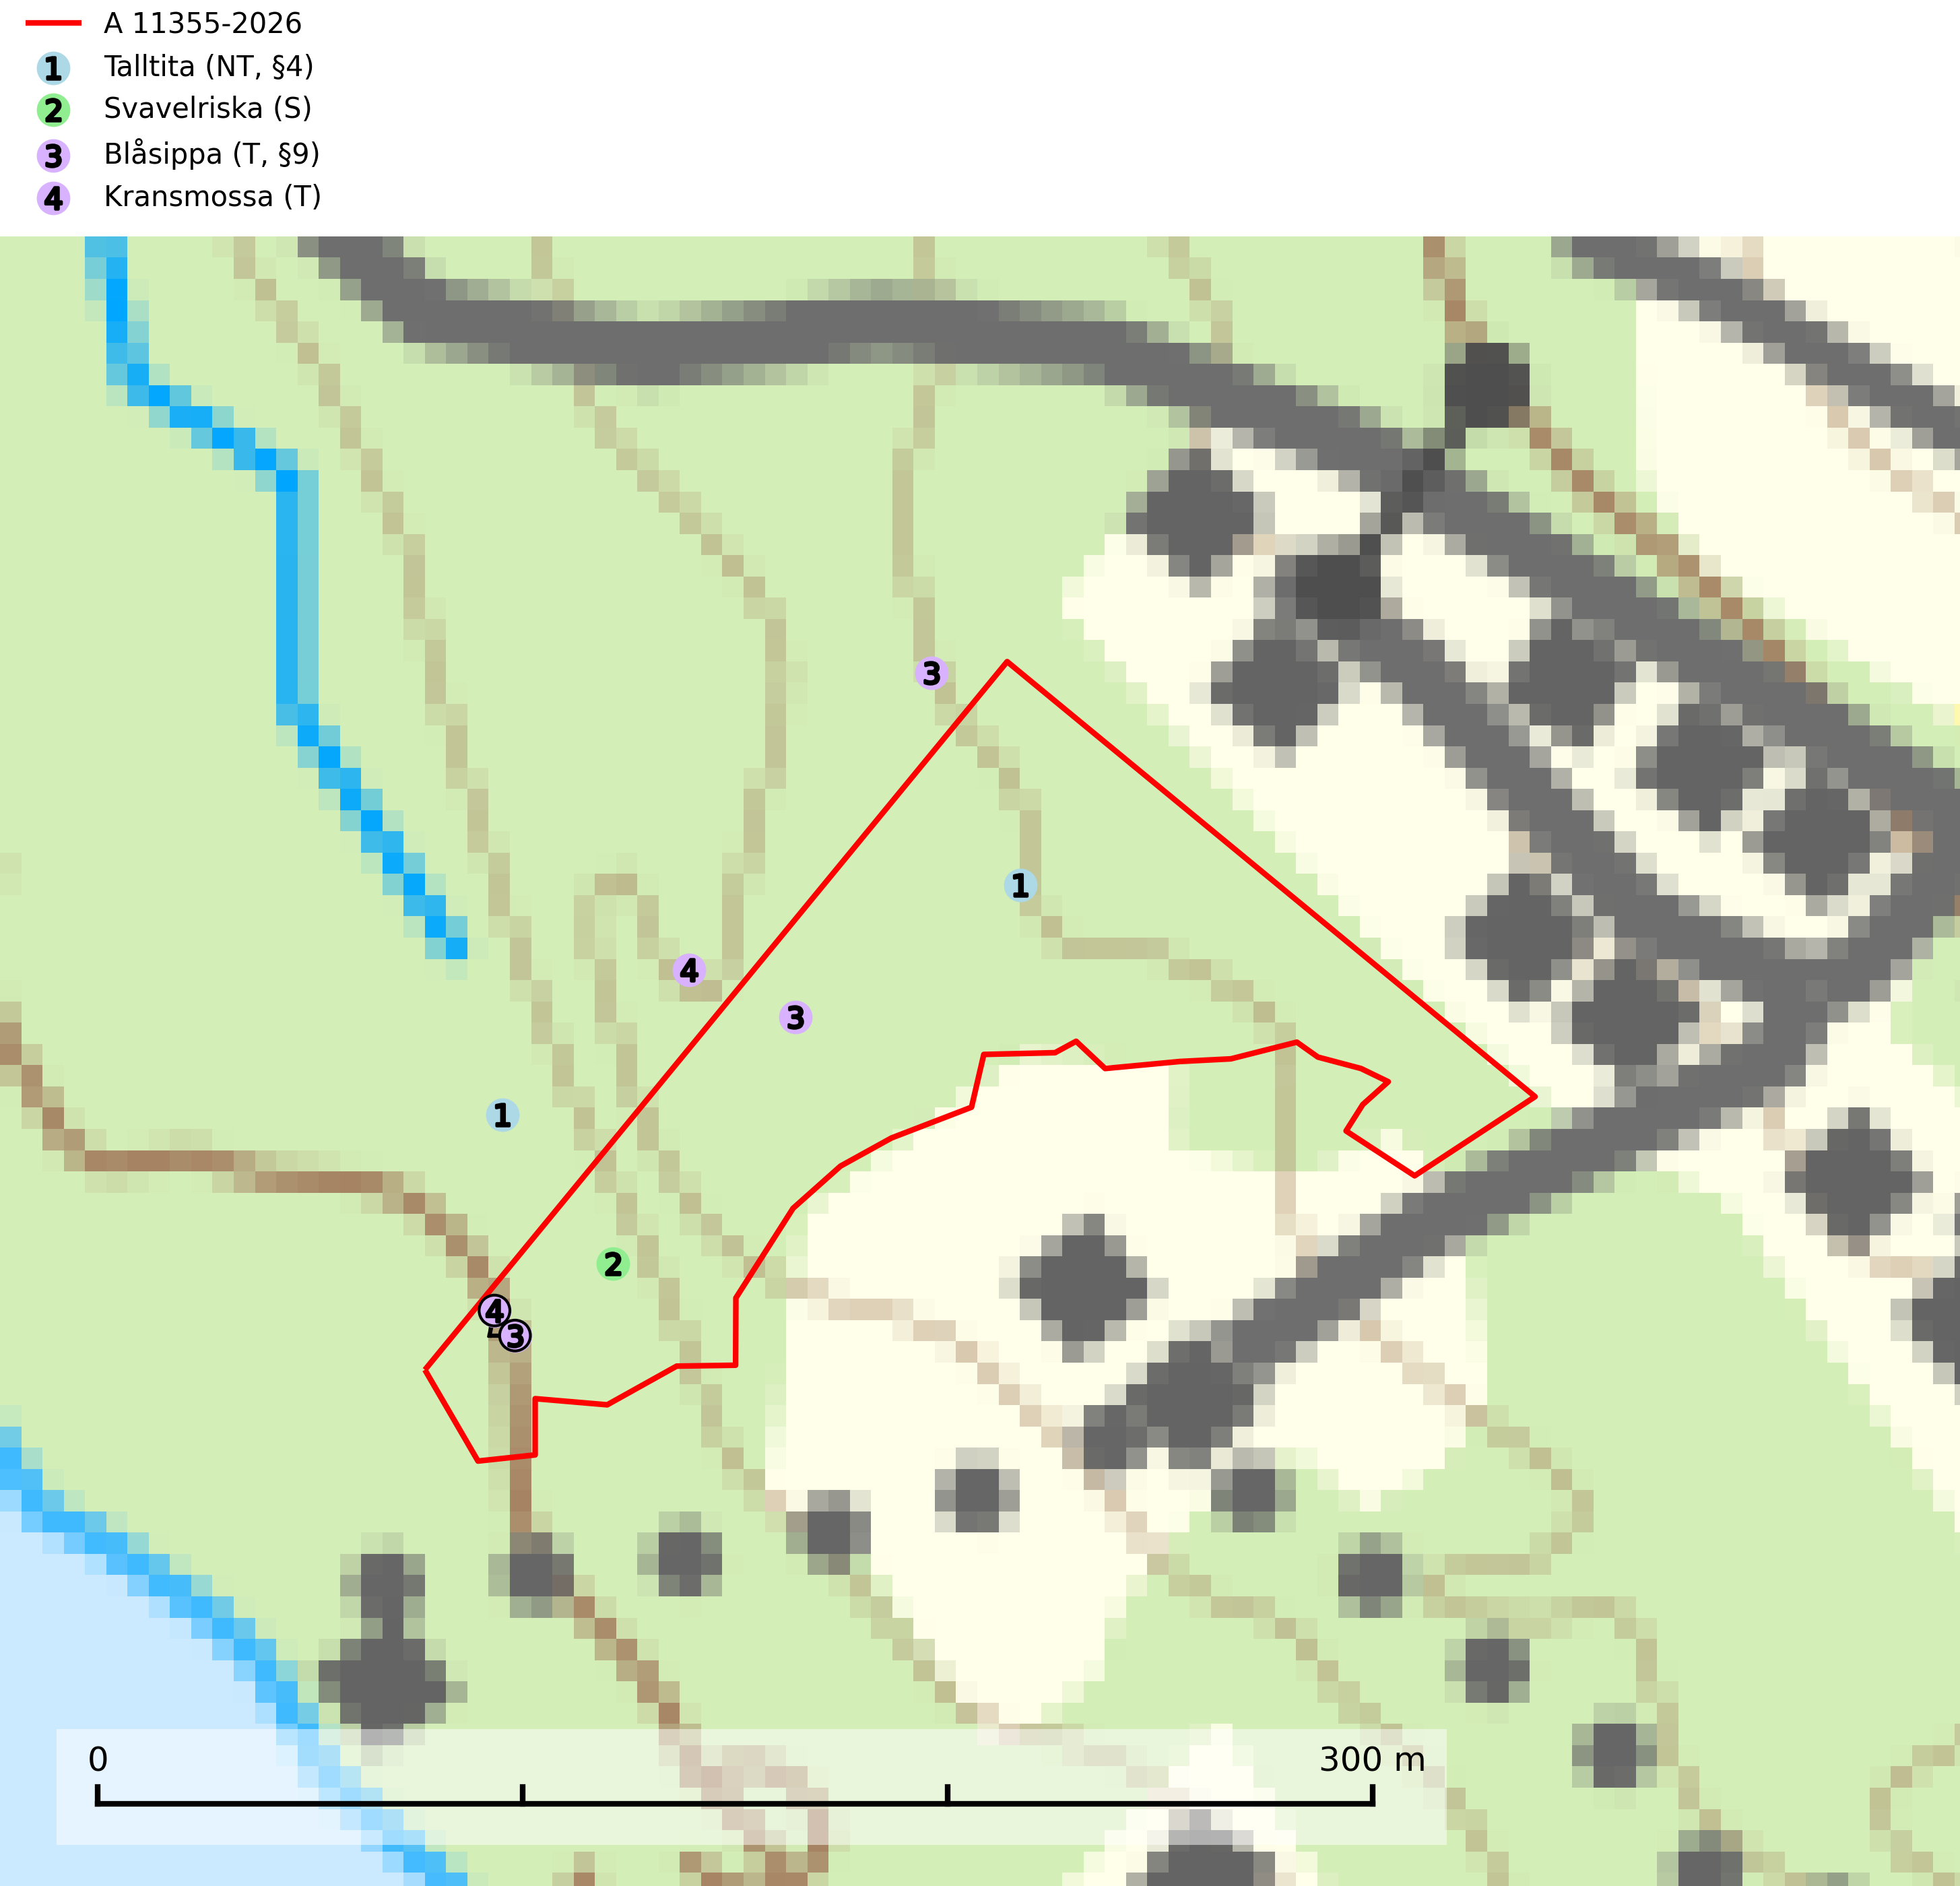 A 11355-2026
1 Talltita (NT, §4)
2 Svavelriska (S)
3 Blåsippa (T, §9)
4 Kransmossa (T)
3
1
4
3
1
2
4
3
0 300 m